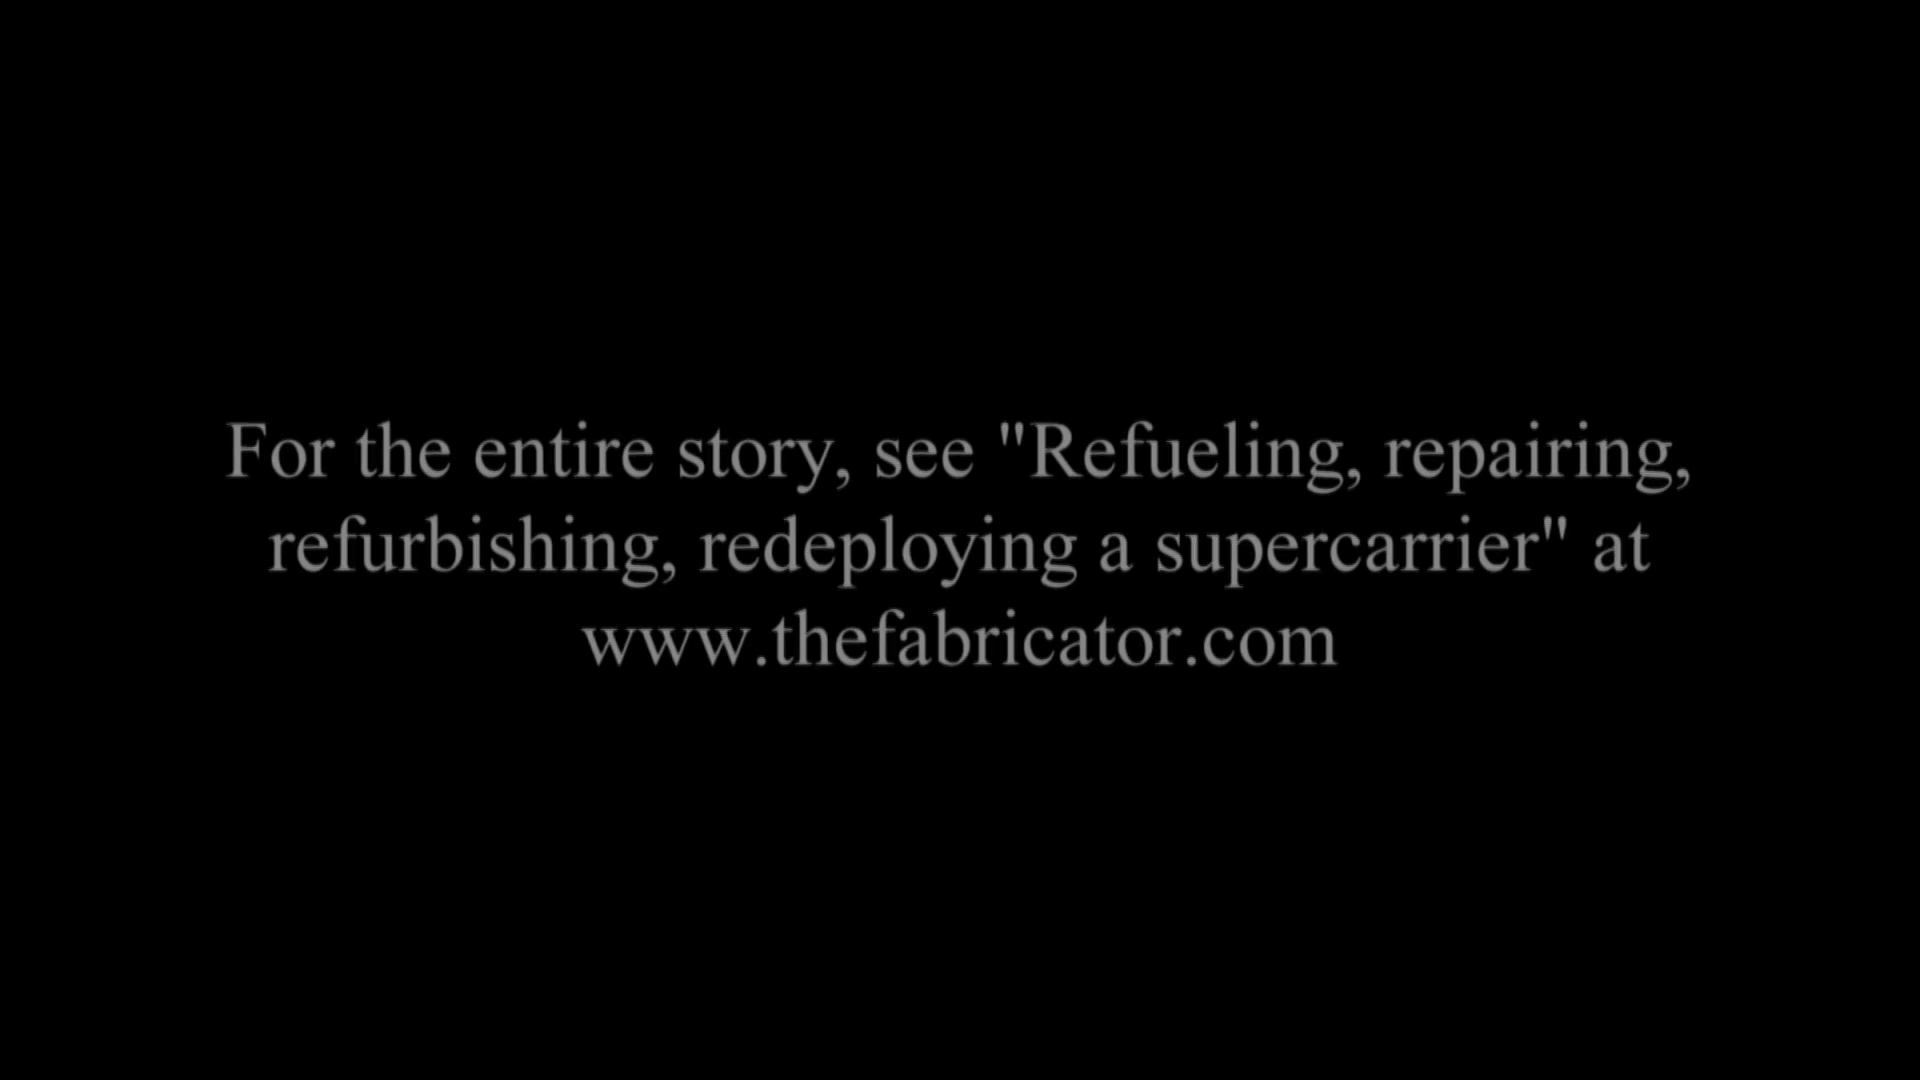 For the entire story, see "Refueling, repairing,
refurbishing, redeploying a supercarrier" at
www.thefabricator.com